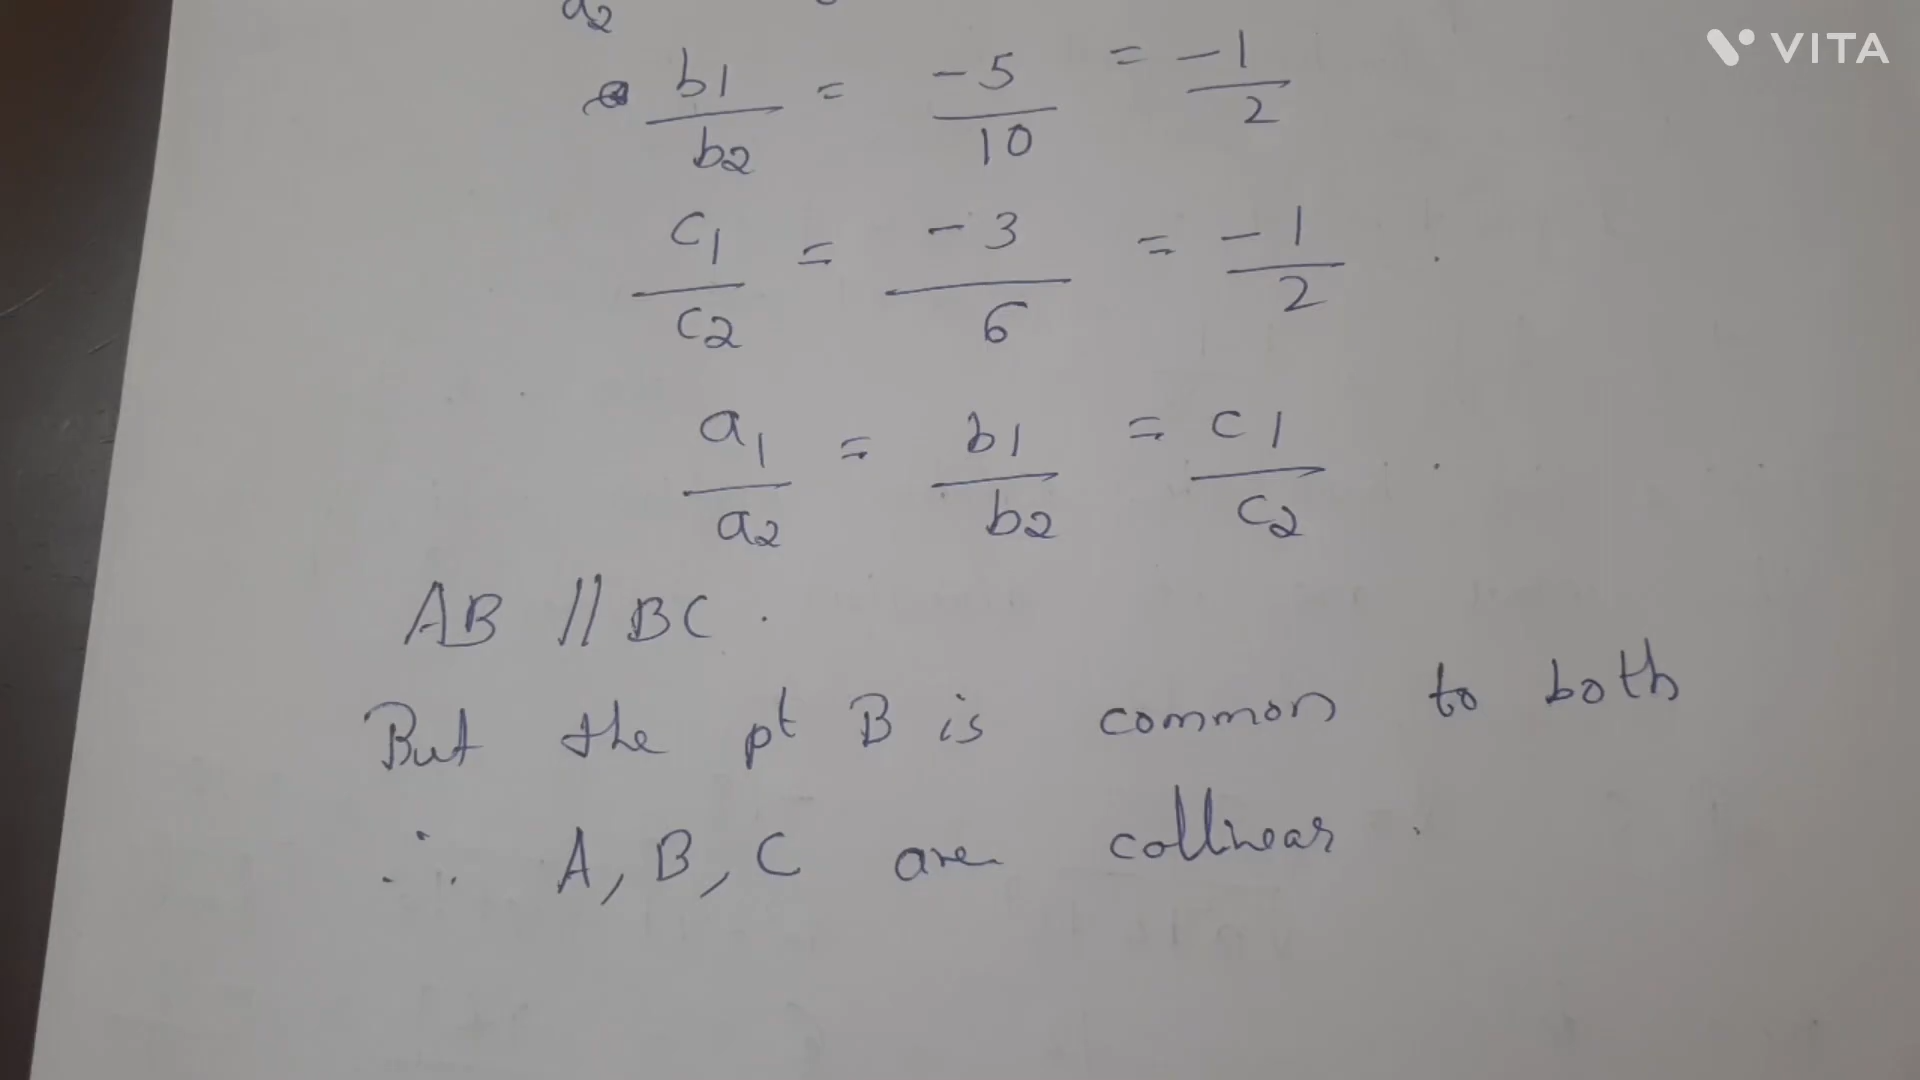 a2
VITA
b1/b2 = -5/10 = -1/2
c1/c2 = -3/6 = -1/2
a1/a2 = b1/b2 = c1/c2
AB // BC.
But the pt B is common to both
∴ A, B, C are collinear.